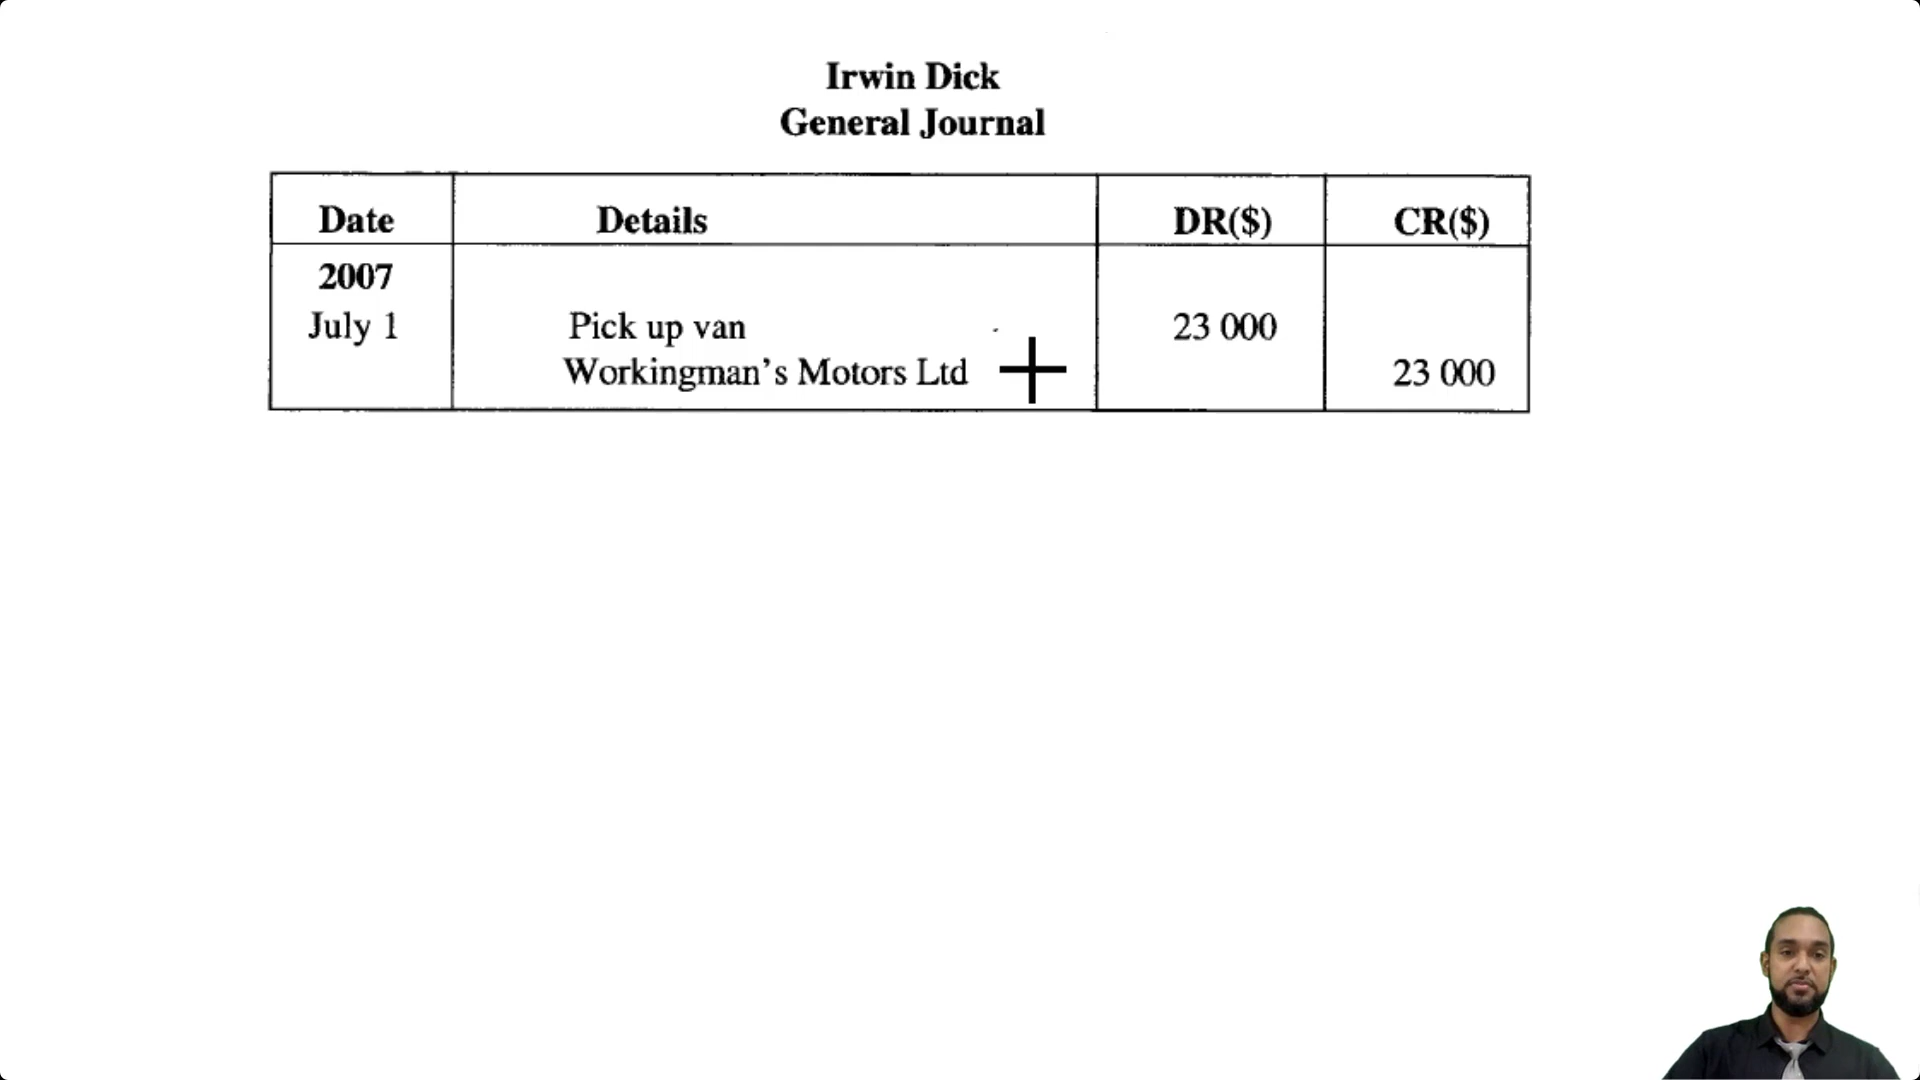 Irwin Dick
General Journal
Date Details DR($) CR($)
2007
July 1 Pick up van 23 000
Workingman's Motors Ltd 23 000